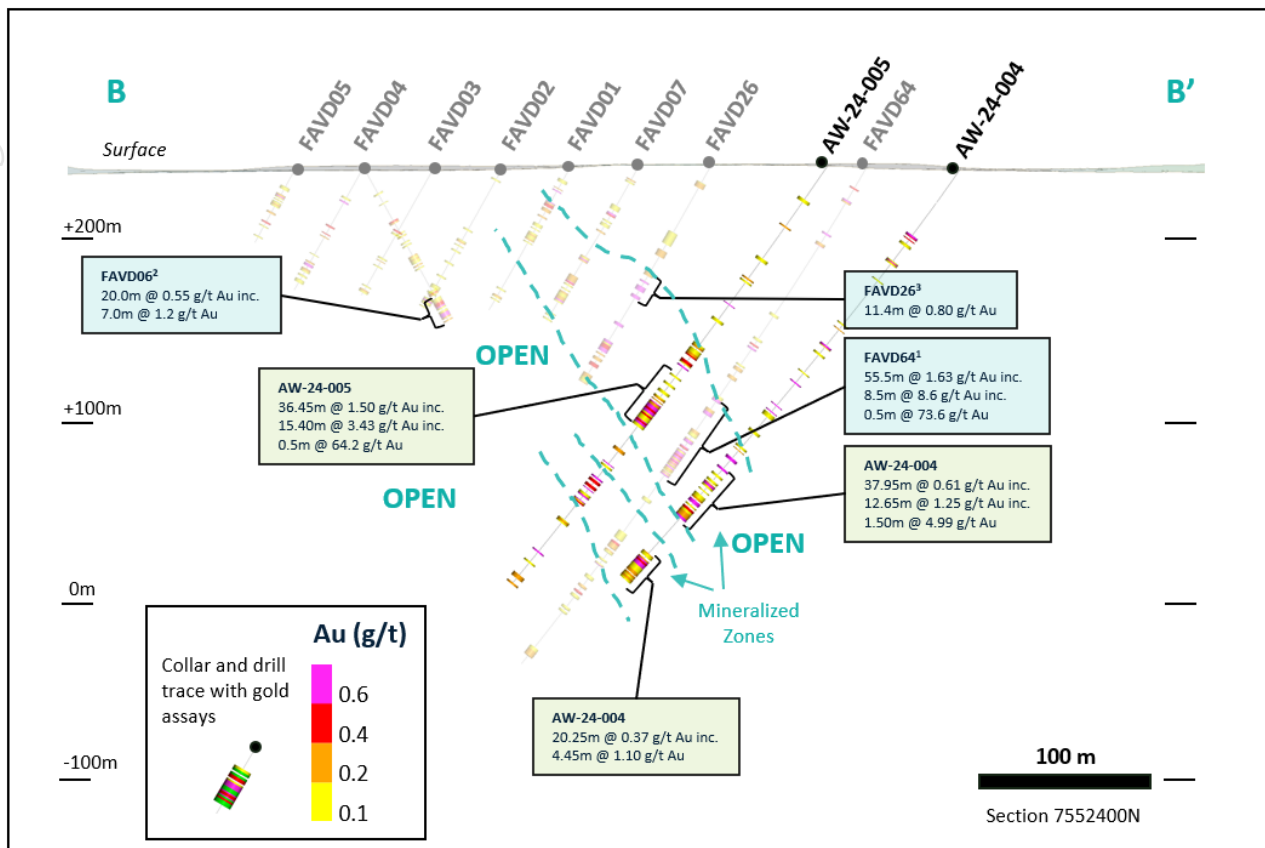 B
FAVD05
FAVD04
FAVD03
FAVD02
FAVD01
FAVD07
FAVD26
AW-24-005
FAVD64
AW-24-004
B’
Surface
+200m
FAVD06²
20.0m @ 0.55 g/t Au inc.
7.0m @ 1.2 g/t Au
FAVD26³
11.4m @ 0.80 g/t Au
OPEN
FAVD64¹
55.5m @ 1.63 g/t Au inc.
8.5m @ 8.6 g/t Au inc.
0.5m @ 73.6 g/t Au
AW-24-005
36.45m @ 1.50 g/t Au inc.
15.40m @ 3.43 g/t Au inc.
0.5m @ 64.2 g/t Au
+100m
AW-24-004
37.95m @ 0.61 g/t Au inc.
12.65m @ 1.25 g/t Au inc.
1.50m @ 4.99 g/t Au
OPEN
OPEN
0m
Mineralized
Zones
Au (g/t)
Collar and drill
trace with gold
assays
0.6
0.4
0.2
0.1
AW-24-004
20.25m @ 0.37 g/t Au inc.
4.45m @ 1.10 g/t Au
-100m
100 m
Section 7552400N